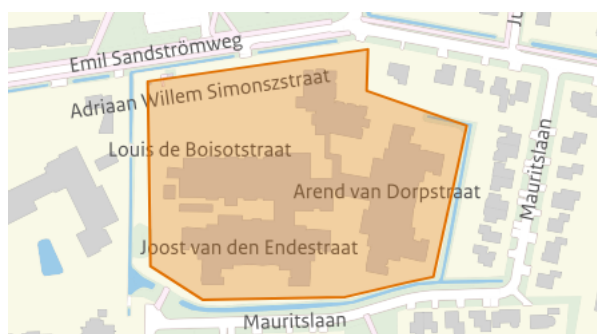 Emil Sandströmweg
Adriaan Willem Simonszstraat
Louis de Boisotstraat
Arend van Dorpstraat
Mauritslaan
Joost van den Endestraat
Mauritslaan